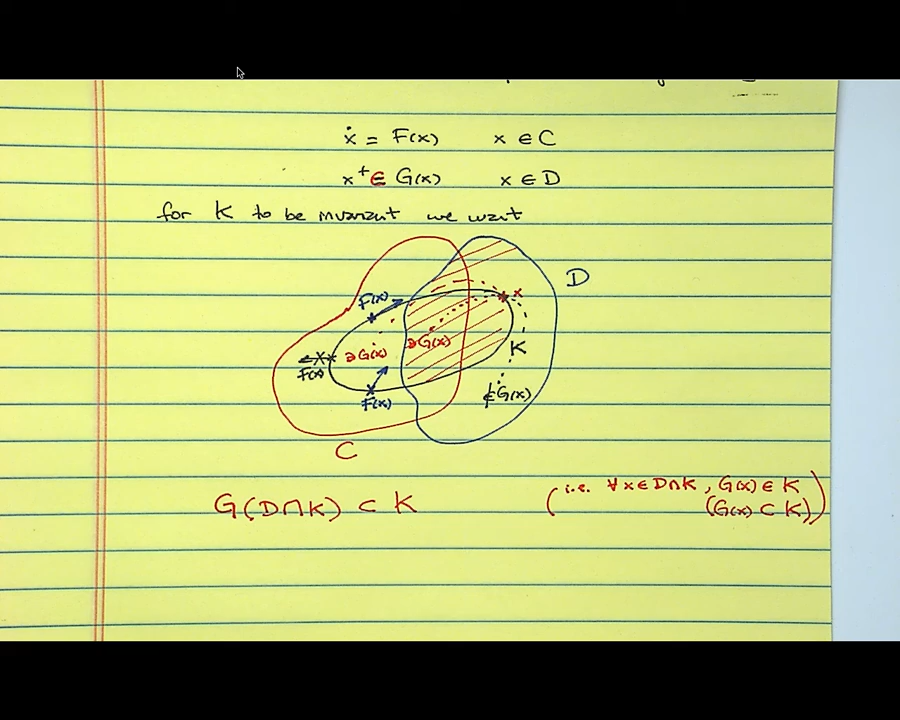 ẋ = F(x) x ∈ C
x⁺ ∈ G(x) x ∈ D
for K to be invariant we want
D
F(x)
x
∋G(x) ∋G(x)
K
F(x)
∉G(x)
F(x)
C
G(D∩K) ⊂ K
(i.e. ∀x∈D∩K, G(x) ∈ K
(G(x) ⊂ K))